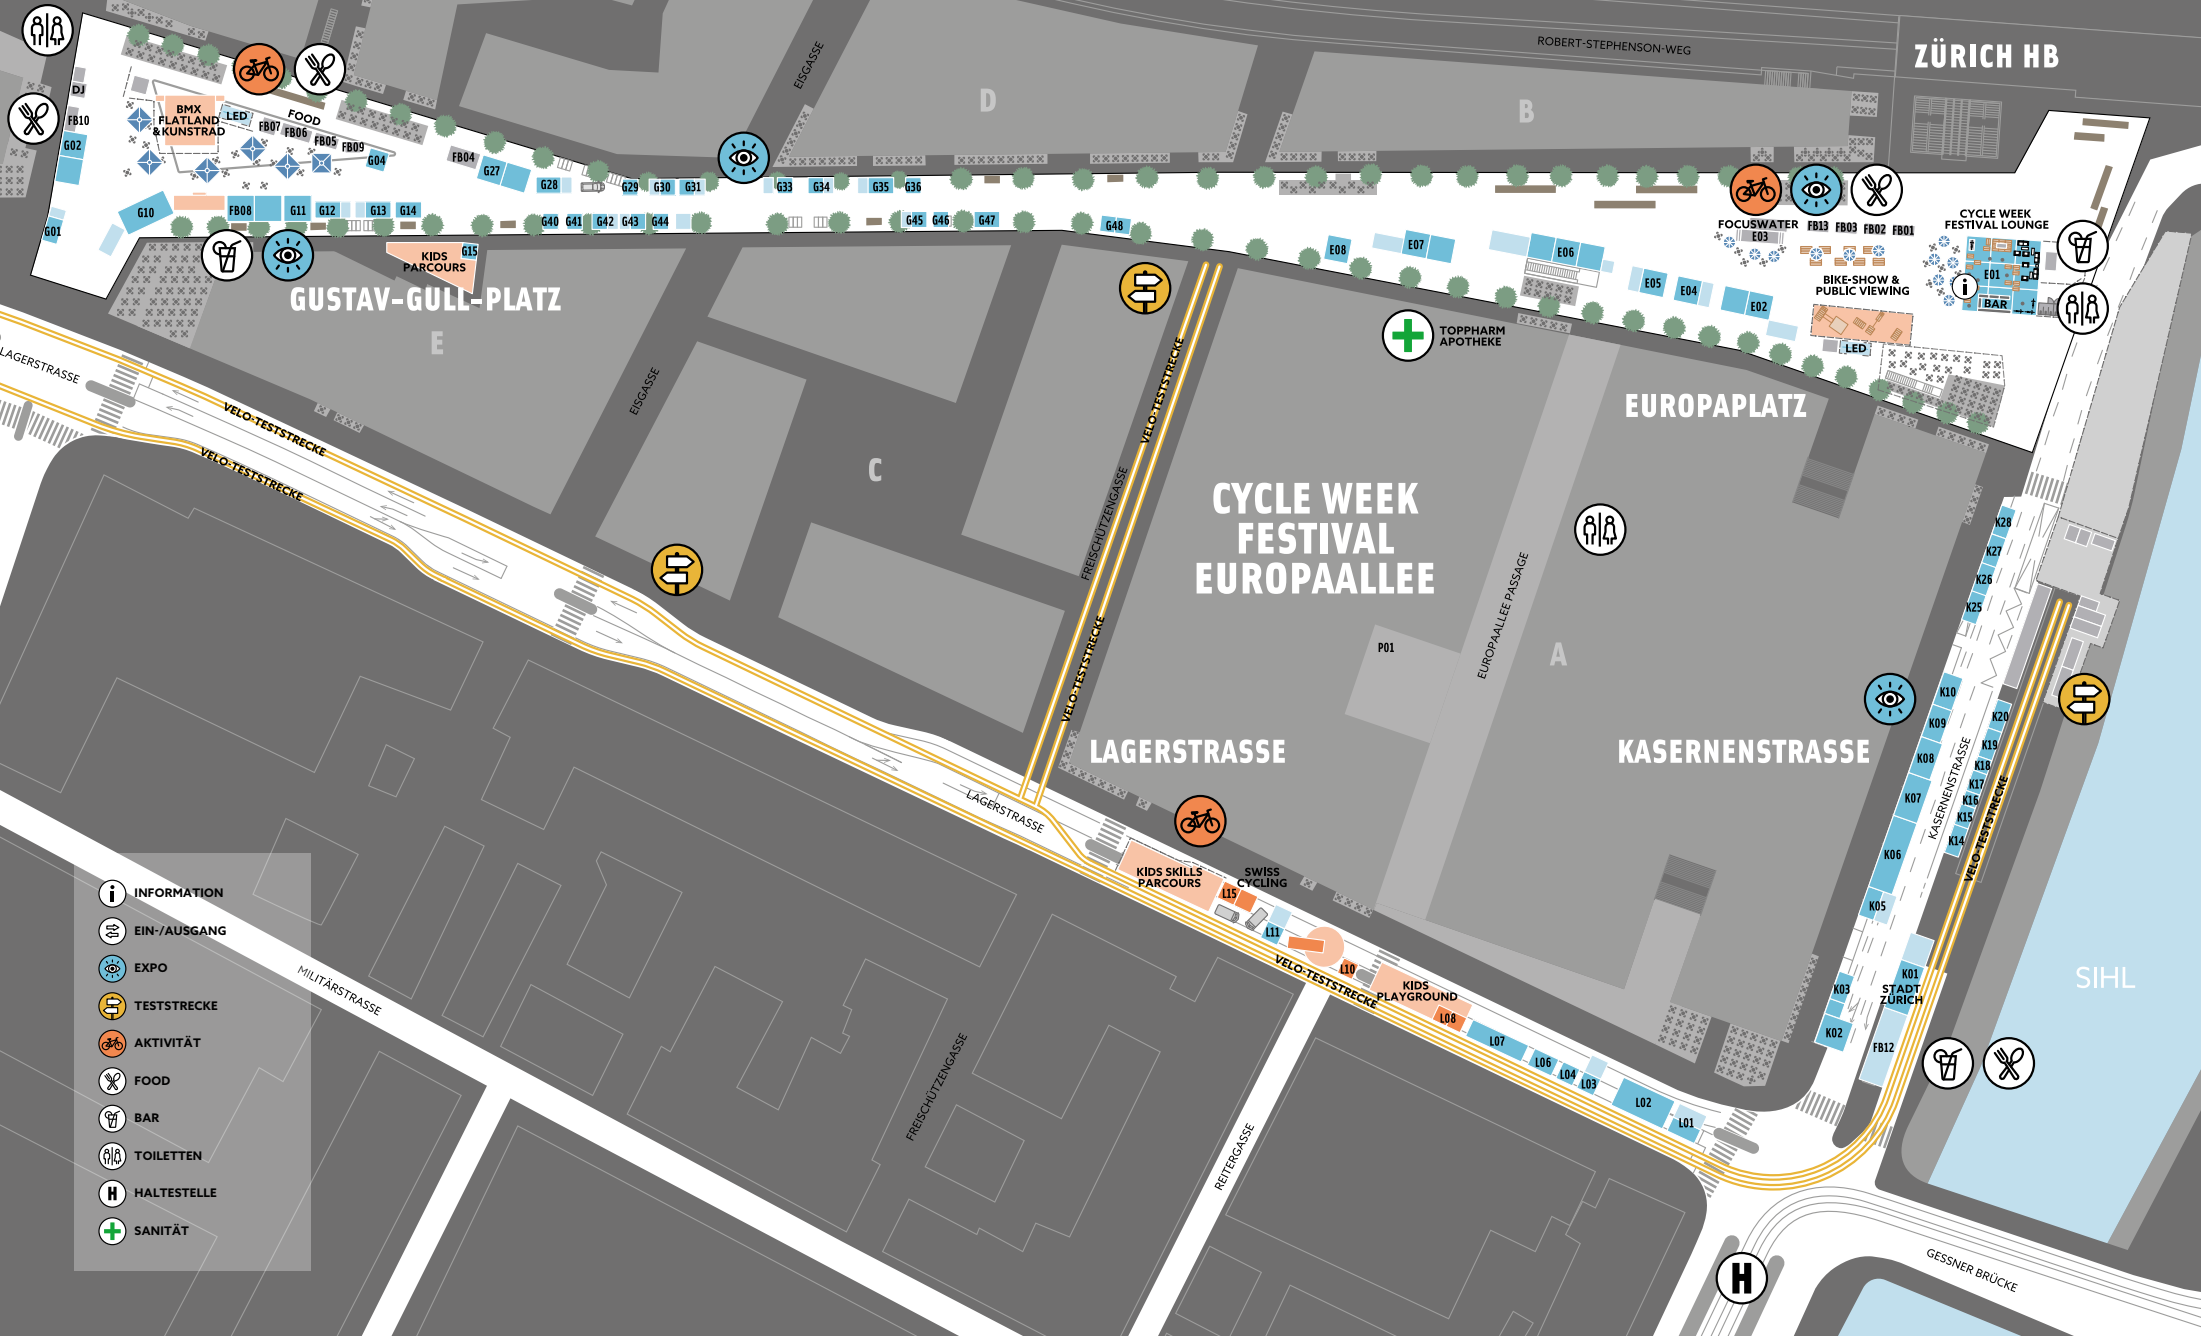 ROBERT-STEPHENSON-WEG
ZÜRICH HB
EISGASSE
D
B
DJ
FB10
G02
BMX
FLATLAND
&KUNSTRAD
LED
FOOD
FB07
FB06
FB05
FB09
G04
FB04
G27
G28
G29
G30
G31
G33
G34
G35
G36
G01
G10
FB08
G11
G12
G13
G14
G40
G41
G42
G43
G44
G45
G46
G47
G48
KIDS
PARCOURS
G15
GUSTAV-GULL-PLATZ
E
E08
E07
E06
E05
E04
E02
FOCUSWATER
E03
FB13
FB03
FB02
FB01
CYCLE WEEK
FESTIVAL LOUNGE
E01
i
BAR
BIKE-SHOW &
PUBLIC VIEWING
LED
TOPPHARM
APOTHEKE
EUROPAPLATZ
LAGERSTRASSE
VELO-TESTSTRECKE
VELO-TESTSTRECKE
EISGASSE
C
VELO-TESTSTRECKE
FREISCHÜTZENGASSE
VELO-TESTSTRECKE
CYCLE WEEK
FESTIVAL
EUROPAALLEE
EUROPAALLEE PASSAGE
P01
A
LAGERSTRASSE
KASERNENSTRASSE
K28
K27
K26
K25
K10
K09
K08
K07
K06
K05
K20
K19
K18
K17
K16
K15
K14
KASERNENSTRASSE
VELO-TESTSTRECKE
K03
K02
K01
STADT
ZÜRICH
FB12
SIHL
LAGERSTRASSE
KIDS SKILLS
PARCOURS
SWISS
CYCLING
L15
L11
L10
VELO-TESTSTRECKE
KIDS
PLAYGROUND
L08
L07
L06
L04
L03
L02
L01
MILITÄRSTRASSE
FREISCHÜTZENGASSE
REITERGASSE
GESSNER BRÜCKE
H
i INFORMATION
EIN-/AUSGANG
EXPO
TESTSTRECKE
AKTIVITÄT
FOOD
BAR
TOILETTEN
H HALTESTELLE
SANITÄT